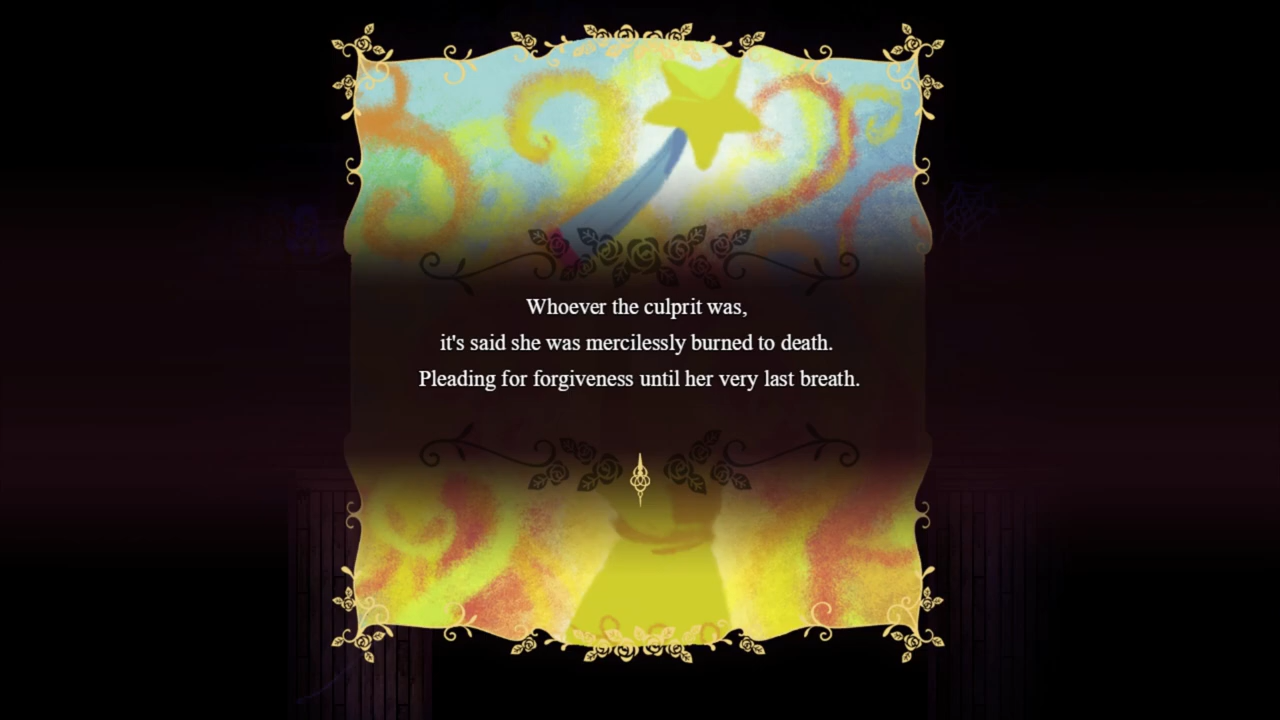 Whoever the culprit was,
it's said she was mercilessly burned to death.
Pleading for forgiveness until her very last breath.